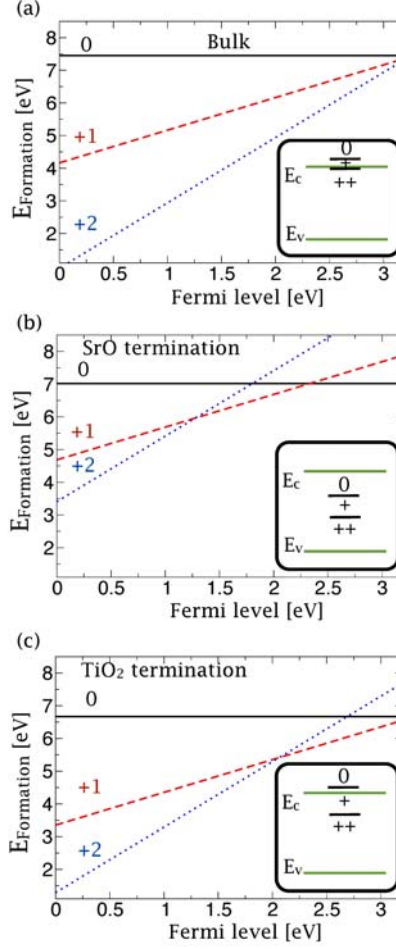 (a)
0 Bulk
8
7
6
5
4
3
2
+1
+2
EFormation [eV]
0
+
Ec
++
Ev
0 0.5 1 1.5 2 2.5 3
Fermi level [eV]
(b)
SrO termination
0
8
7
6
5
4
3
2
+1
+2
EFormation [eV]
Ec
0
+
++
Ev
0 0.5 1 1.5 2 2.5 3
Fermi level [eV]
(c)
TiO₂ termination
0
8
7
6
5
4
3
2
+1
+2
EFormation [eV]
0
Ec
+
++
Ev
0 0.5 1 1.5 2 2.5 3
Fermi level [eV]